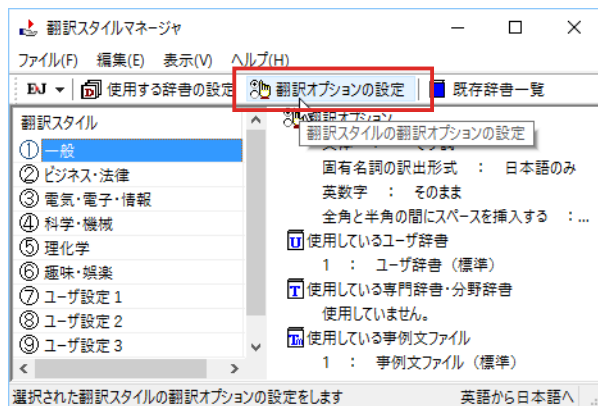 翻訳スタイルマネージャ
ファイル(F) 編集(E) 表示(V) ヘルプ(H)
EJ 使用する辞書の設定 翻訳オプションの設定 既存辞書一覧
翻訳スタイル
① 一般
② ビジネス・法律
③ 電気・電子・情報
④ 科学・機械
⑤ 理化学
⑥ 趣味・娯楽
⑦ ユーザ設定 1
⑧ ユーザ設定 2
⑨ ユーザ設定 3
翻訳オプション
翻訳スタイルの翻訳オプションの設定
固有名詞の訳出形式 : 日本語のみ
英数字 : そのまま
全角と半角の間にスペースを挿入する : ...
U 使用しているユーザ辞書
1 : ユーザ辞書 (標準)
T 使用している専門辞書・分野辞書
使用していません。
Tm 使用している事例文ファイル
1 : 事例文ファイル (標準)
選択された翻訳スタイルの翻訳オプションの設定をします 英語から日本語へ